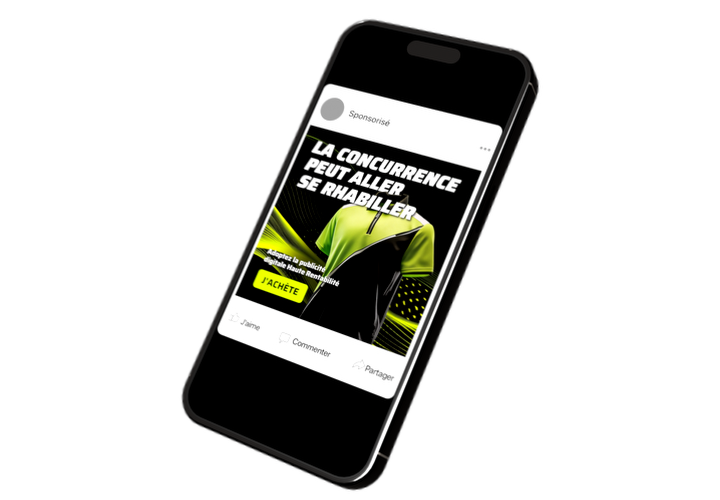 Sponsorisé
LA CONCURRENCE
PEUT ALLER
SE RHABILLER
Adoptez la publicité
digitale Haute Rentabilité
J'ACHÈTE
J'aime
Commenter
Partager